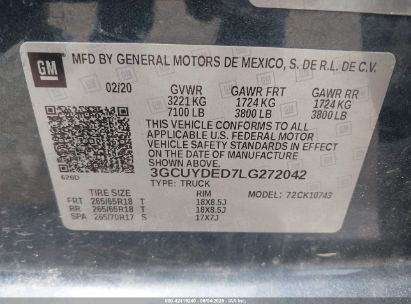 GM
MFD BY GENERAL MOTORS DE MEXICO, S. DE R.L. DE C.V.
02/20 GVWR GAWR FRT GAWR RR
3221 KG 1724 KG 1724 KG
7100 LB 3800 LB 3800 LB
THIS VEHICLE CONFORMS TO ALL APPLICABLE
U.S. FEDERAL MOTOR VEHICLE SAFETY
STANDARDS IN EFFECT ON THE DATE OF
MANUFACTURE SHOWN ABOVE.
3GCUYDED7LG272042
626D TYPE: TRUCK
TIRE SIZE RIM MODEL: 72CK10743
FRT 265/65R18 T 18X8.5J
RR 265/65R18 T 18X8.5J
SPA 265/70R17 S 17X7J